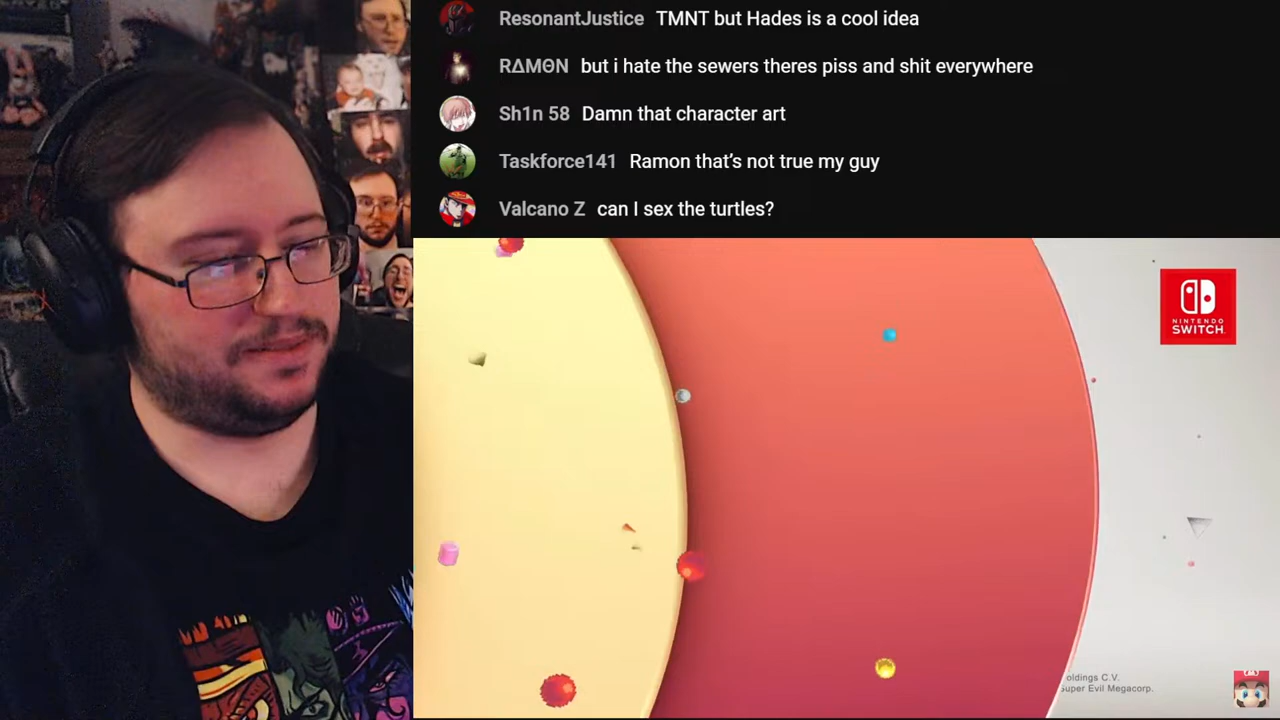 ResonantJustice TMNT but Hades is a cool idea
RΔMΘN but i hate the sewers theres piss and shit everywhere
Sh1n 58 Damn that character art
Taskforce141 Ramon that's not true my guy
Valcano Z can I sex the turtles?
NINTENDO
SWITCH
oldings C.V.
Super Evil Megacorp.